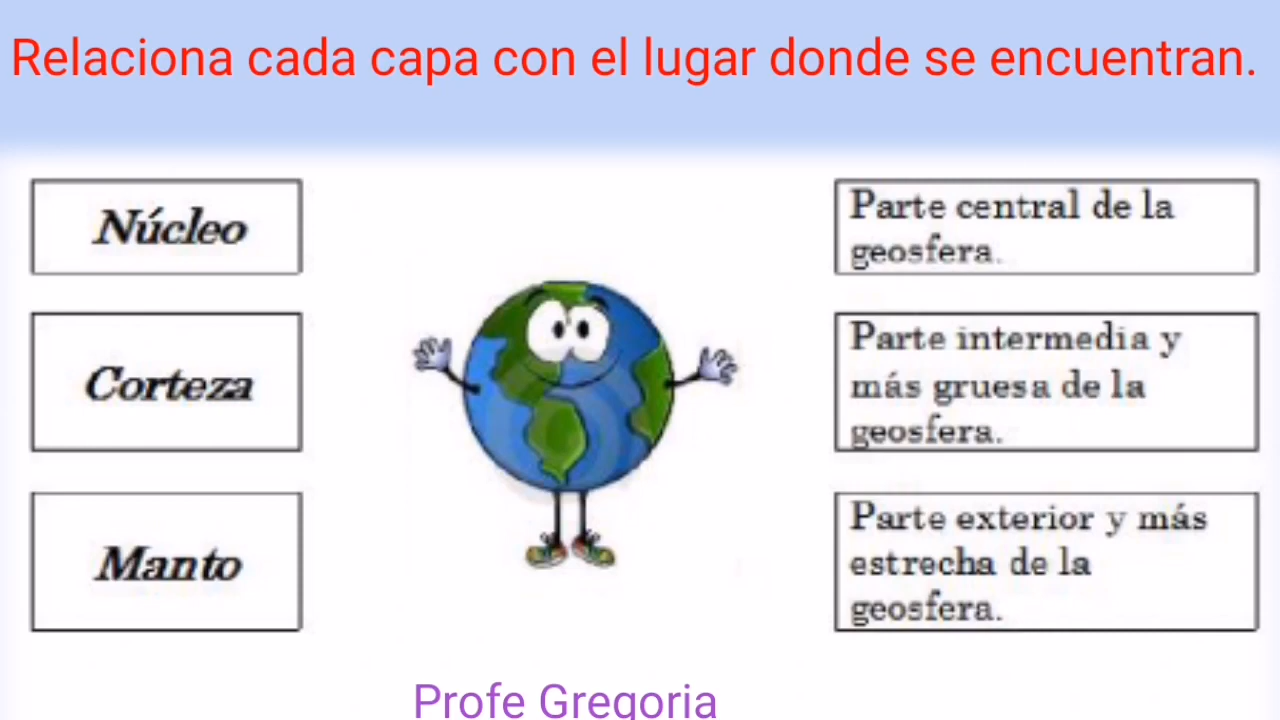 Relaciona cada capa con el lugar donde se encuentran.
Núcleo
Parte central de la
geosfera.
Corteza
Parte intermedia y
más gruesa de la
geosfera.
Manto
Parte exterior y más
estrecha de la
geosfera.
Profe Gregoria